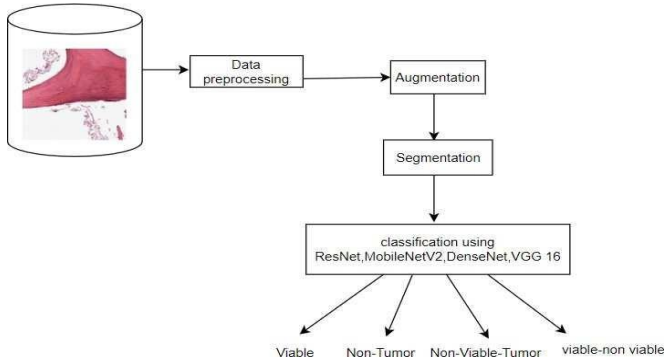 Data
preprocessing
Augmentation
Segmentation
classification using
ResNet,MobileNetV2,DenseNet,VGG 16
Viable
Non-Tumor
Non-Viable-Tumor
viable-non viable